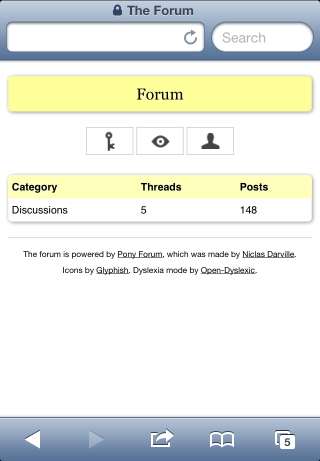 The Forum
Search
Forum
Category Threads Posts
Discussions 5 148
The forum is powered by Pony Forum, which was made by Niclas Darville.
Icons by Glyphish. Dyslexia mode by Open-Dyslexic.
5